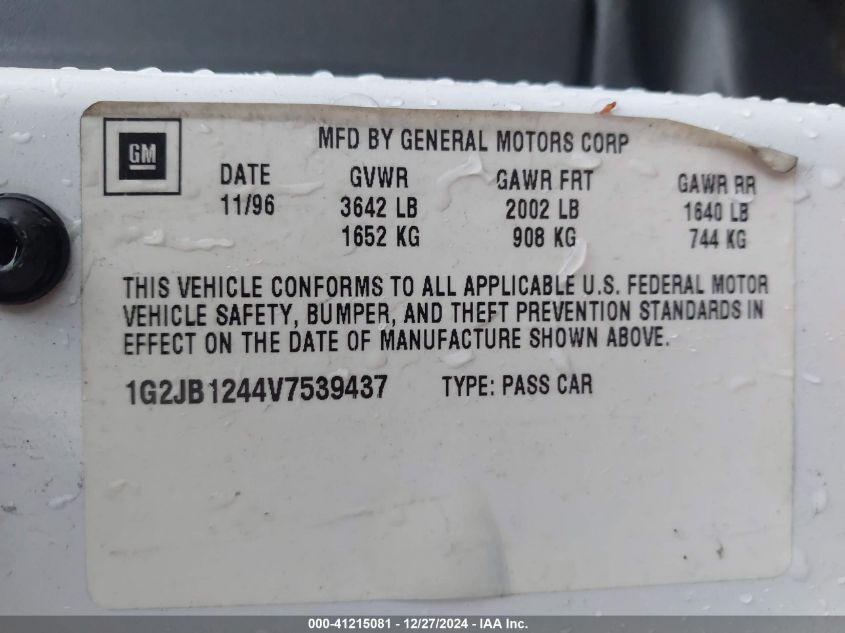 GM
MFD BY GENERAL MOTORS CORP
DATE GVWR GAWR FRT GAWR RR
11/96 3642 LB 2002 LB 1640 LB
1652 KG 908 KG 744 KG
THIS VEHICLE CONFORMS TO ALL APPLICABLE U.S. FEDERAL MOTOR
VEHICLE SAFETY, BUMPER, AND THEFT PREVENTION STANDARDS IN
EFFECT ON THE DATE OF MANUFACTURE SHOWN ABOVE.
1G2JB1244V7539437 TYPE: PASS CAR
000-41215081 - 12/27/2024 - IAA Inc.